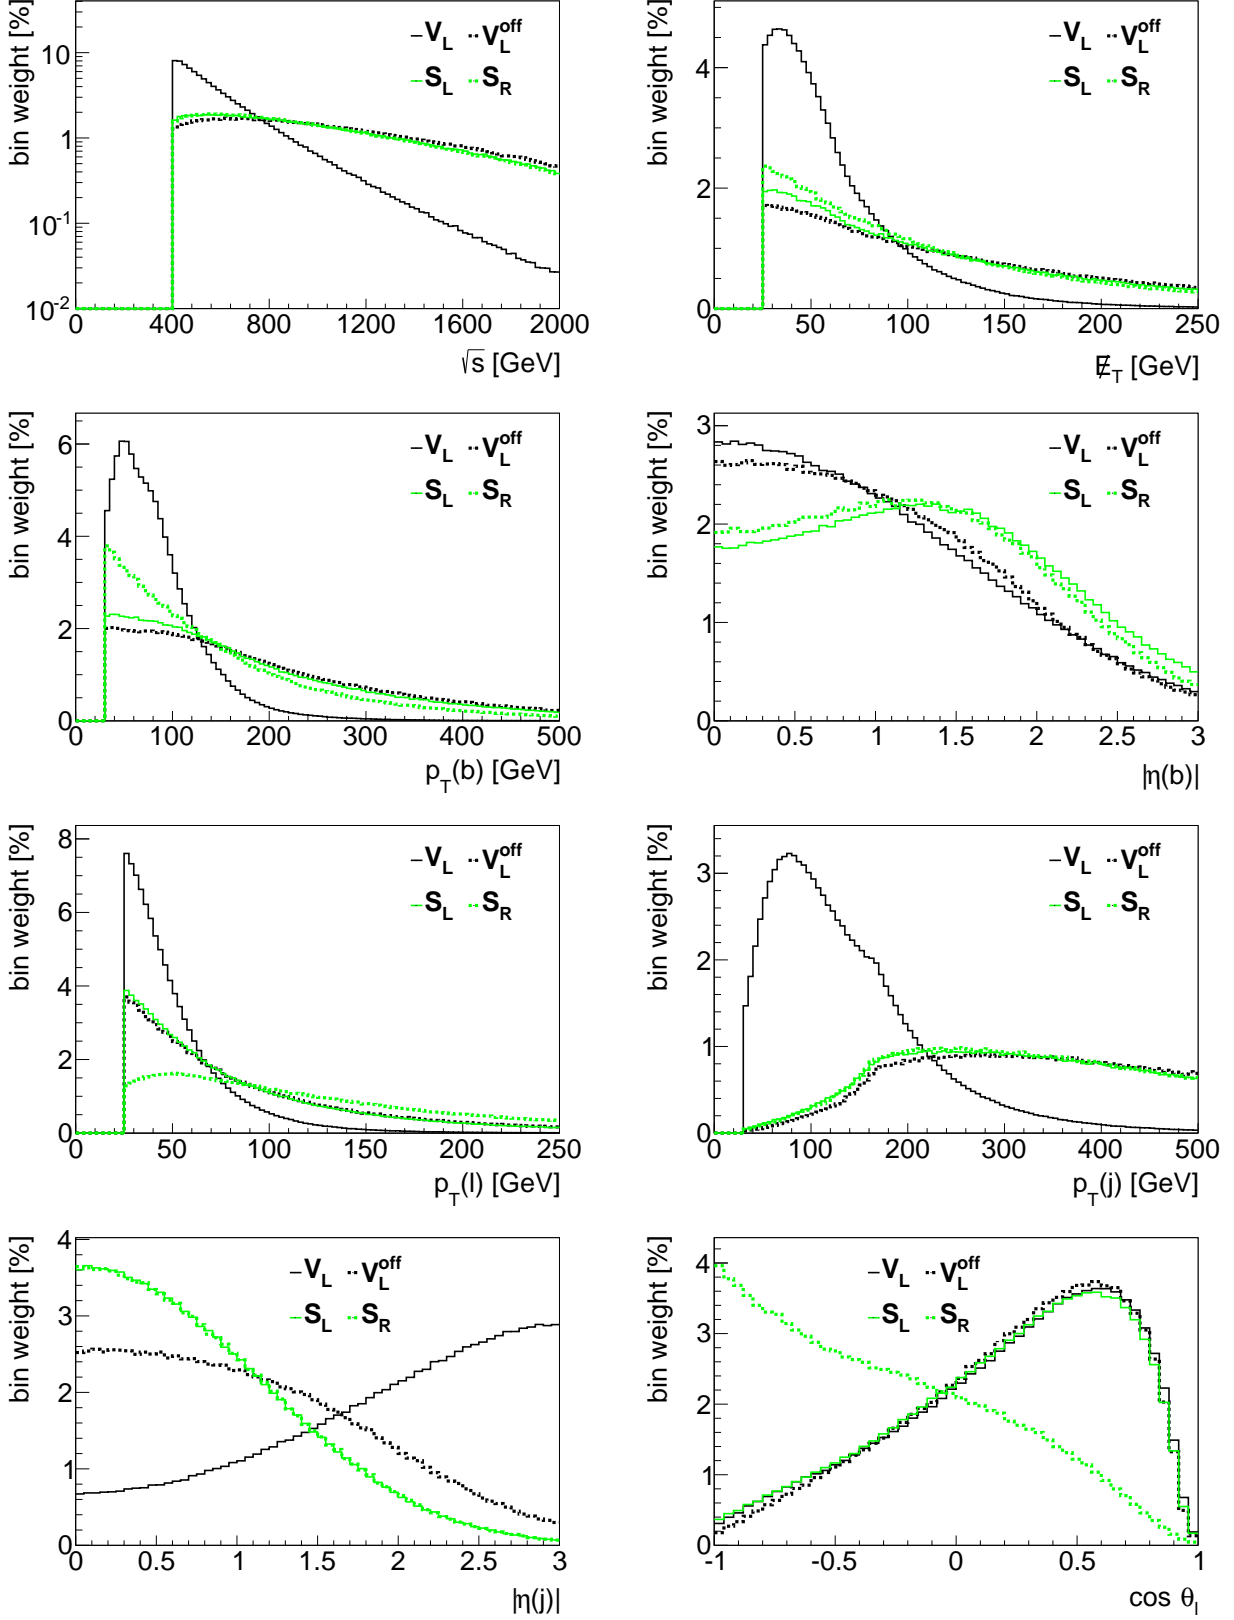 bin weight [%]
10
1
10⁻¹
10⁻²
0 400 800 1200 1600 2000
√s [GeV]
V_L V_L^off
S_L S_R
bin weight [%]
4
2
0
0 50 100 150 200 250
E̸_T [GeV]
V_L V_L^off
S_L S_R
bin weight [%]
6
4
2
0
0 100 200 300 400 500
p_T(b) [GeV]
V_L V_L^off
S_L S_R
bin weight [%]
3
2
1
0
0 0.5 1 1.5 2 2.5 3
|η(b)|
V_L V_L^off
S_L S_R
bin weight [%]
8
6
4
2
0
0 50 100 150 200 250
p_T(l) [GeV]
V_L V_L^off
S_L S_R
bin weight [%]
3
2
1
0
0 100 200 300 400 500
p_T(j) [GeV]
V_L V_L^off
S_L S_R
bin weight [%]
4
3
2
1
0
0 0.5 1 1.5 2 2.5 3
|η(j)|
V_L V_L^off
S_L S_R
bin weight [%]
4
3
2
1
0
-1 -0.5 0 0.5 1
cos θ_l
V_L V_L^off
S_L S_R